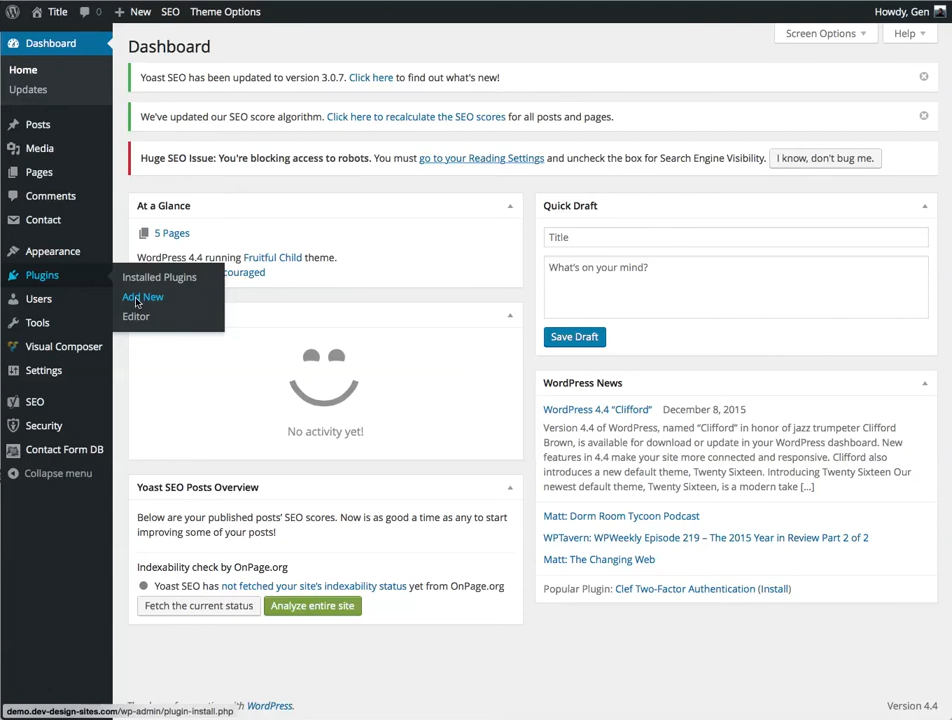 Title 0 New SEO Theme Options Howdy, Gen
Dashboard
Home
Updates
Posts
Media
Pages
Comments
Contact
Appearance
Plugins
Installed Plugins
Add New
Editor
Users
Tools
Visual Composer
Settings
SEO
Security
Contact Form DB
Collapse menu
Screen Options Help
Dashboard
Yoast SEO has been updated to version 3.0.7. Click here to find out what's new!
We've updated our SEO score algorithm. Click here to recalculate the SEO scores for all posts and pages.
Huge SEO Issue: You're blocking access to robots. You must go to your Reading Settings and uncheck the box for Search Engine Visibility. I know, don't bug me.
At a Glance
5 Pages
WordPress 4.4 running Fruitful Child theme.
couraged
No activity yet!
Yoast SEO Posts Overview
Below are your published posts' SEO scores. Now is as good a time as any to start
improving some of your posts!
Indexability check by OnPage.org
Yoast SEO has not fetched your site's indexability status yet from OnPage.org
Fetch the current status Analyze entire site
Quick Draft
Title
What's on your mind?
Save Draft
WordPress News
WordPress 4.4 “Clifford” December 8, 2015
Version 4.4 of WordPress, named “Clifford” in honor of jazz trumpeter Clifford
Brown, is available for download or update in your WordPress dashboard. New
features in 4.4 make your site more connected and responsive. Clifford also
introduces a new default theme, Twenty Sixteen. Introducing Twenty Sixteen Our
newest default theme, Twenty Sixteen, is a modern take [...]
Matt: Dorm Room Tycoon Podcast
WPTavern: WPWeekly Episode 219 – The 2015 Year in Review Part 2 of 2
Matt: The Changing Web
Popular Plugin: Clef Two-Factor Authentication (Install)
with WordPress. Version 4.4
demo.dev-design-sites.com/wp-admin/plugin-install.php